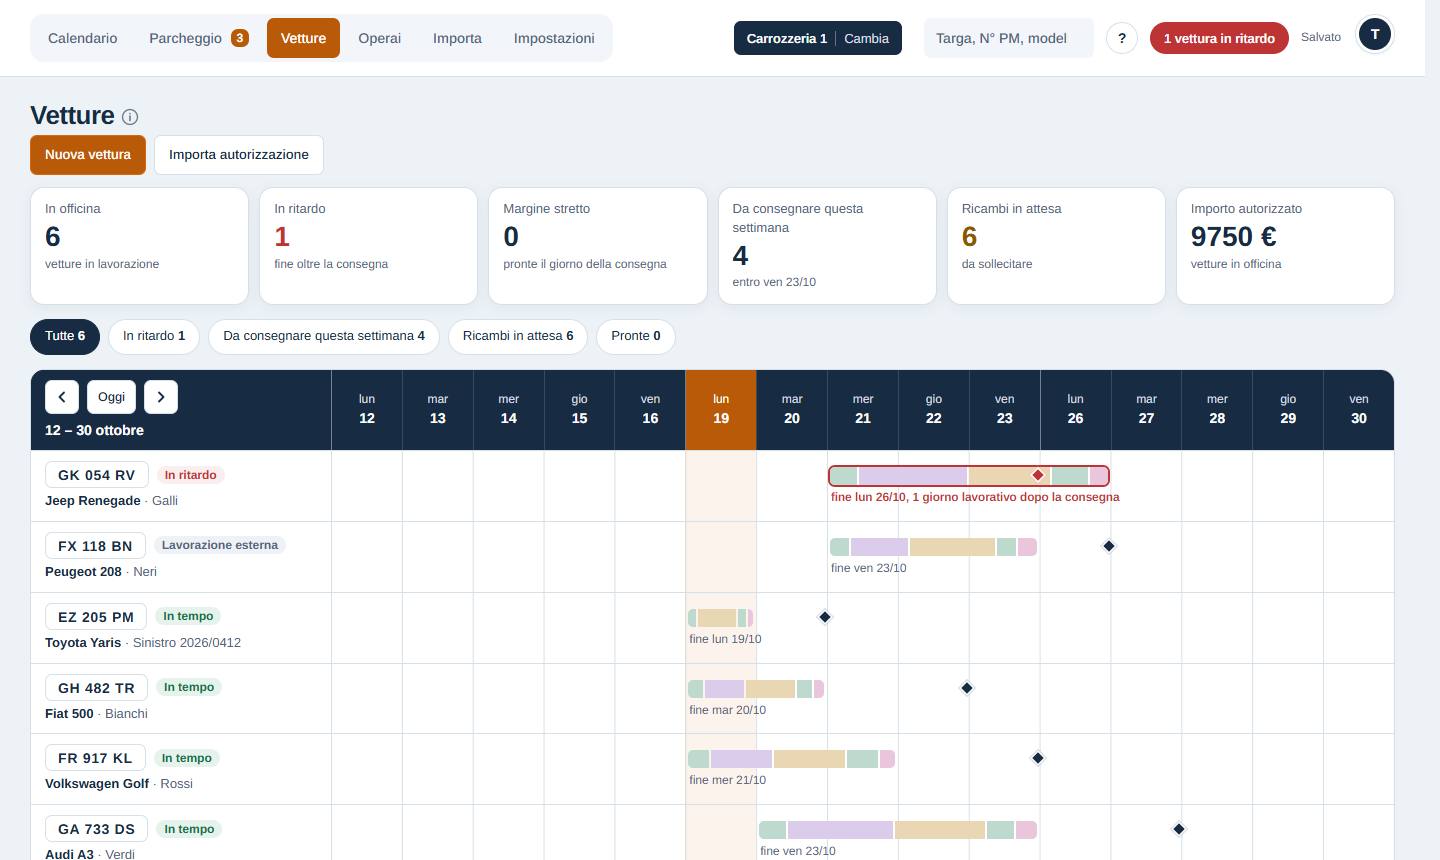 Calendario Parcheggio 3 Vetture Operai Importa Impostazioni Carrozzeria 1 Cambia Targa, N° PM, model ? 1 vettura in ritardo Salvato T
Vetture i
Nuova vettura Importa autorizzazione
In officina
6
vetture in lavorazione
In ritardo
1
fine oltre la consegna
Margine stretto
0
pronte il giorno della consegna
Da consegnare questa
settimana
4
entro ven 23/10
Ricambi in attesa
6
da sollecitare
Importo autorizzato
9750 €
vetture in officina
Tutte 6 In ritardo 1 Da consegnare questa settimana 4 Ricambi in attesa 6 Pronte 0
Oggi
12 – 30 ottobre
lun mar mer gio ven lun mar mer gio ven lun mar mer gio ven
12 13 14 15 16 19 20 21 22 23 26 27 28 29 30
GK 054 RV In ritardo
Jeep Renegade · Galli
fine lun 26/10, 1 giorno lavorativo dopo la consegna
FX 118 BN Lavorazione esterna
Peugeot 208 · Neri
fine ven 23/10
EZ 205 PM In tempo
Toyota Yaris · Sinistro 2026/0412
fine lun 19/10
GH 482 TR In tempo
Fiat 500 · Bianchi
fine mar 20/10
FR 917 KL In tempo
Volkswagen Golf · Rossi
fine mer 21/10
GA 733 DS In tempo
Audi A3 · Verdi
fine ven 23/10